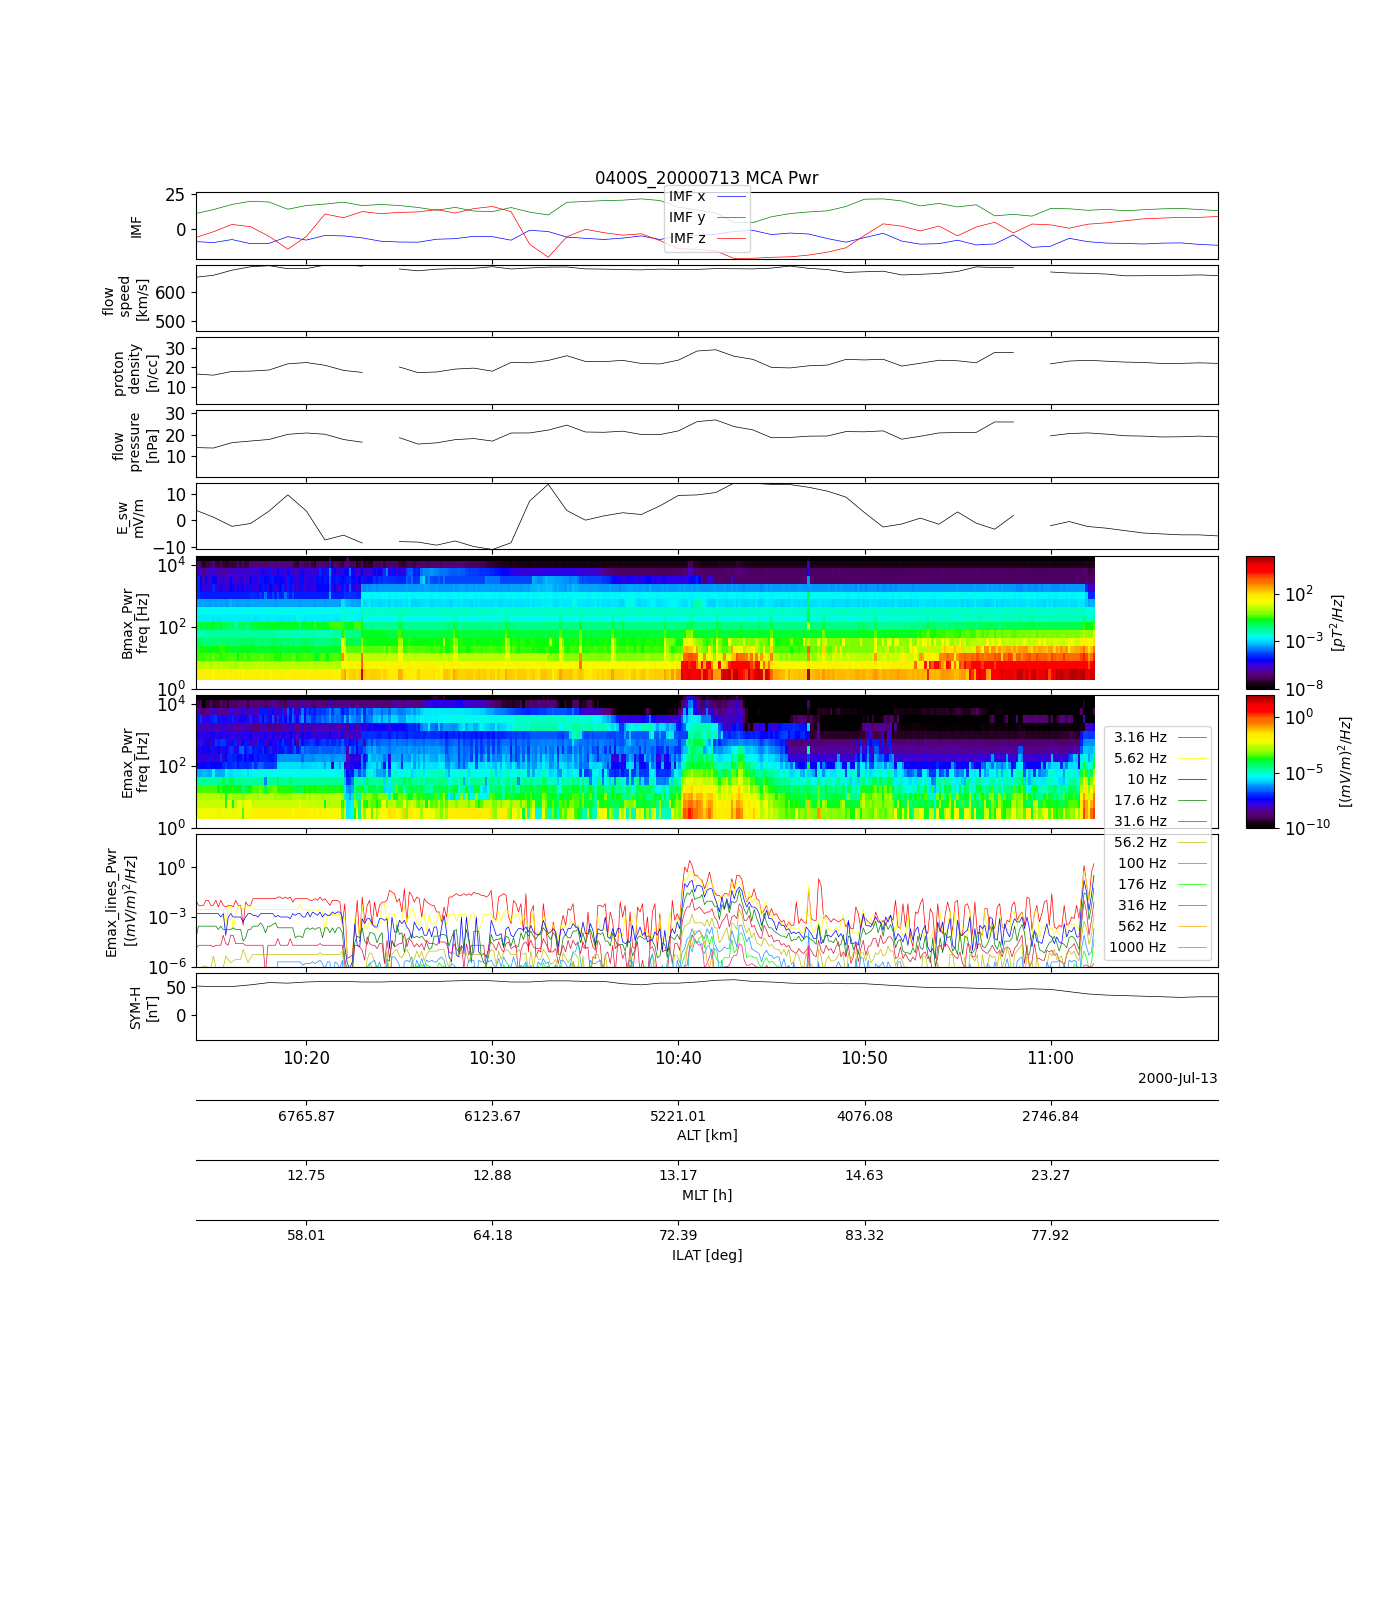 0400S_20000713 MCA Pwr
IMF
25
0
IMF x
IMF y
IMF z
flow
speed
[km/s]
600
500
proton
density
[n/cc]
30
20
10
flow
pressure
[nPa]
30
20
10
E_sw
mV/m
10
0
−10
Bmax_Pwr
freq [Hz]
10^4
10^2
10^0
10^2
10^−3
10^−8
[pT^2/Hz]
Emax_Pwr
freq [Hz]
10^4
10^2
10^0
10^0
10^−5
10^−10
[(mV/m)^2/Hz]
3.16 Hz
5.62 Hz
10 Hz
17.6 Hz
31.6 Hz
56.2 Hz
100 Hz
176 Hz
316 Hz
562 Hz
1000 Hz
Emax_lines_Pwr
[(mV/m)^2/Hz]
10^0
10^−3
10^−6
SYM-H
[nT]
50
0
10:20 10:30 10:40 10:50 11:00
2000-Jul-13
6765.87 6123.67 5221.01 4076.08 2746.84
ALT [km]
12.75 12.88 13.17 14.63 23.27
MLT [h]
58.01 64.18 72.39 83.32 77.92
ILAT [deg]